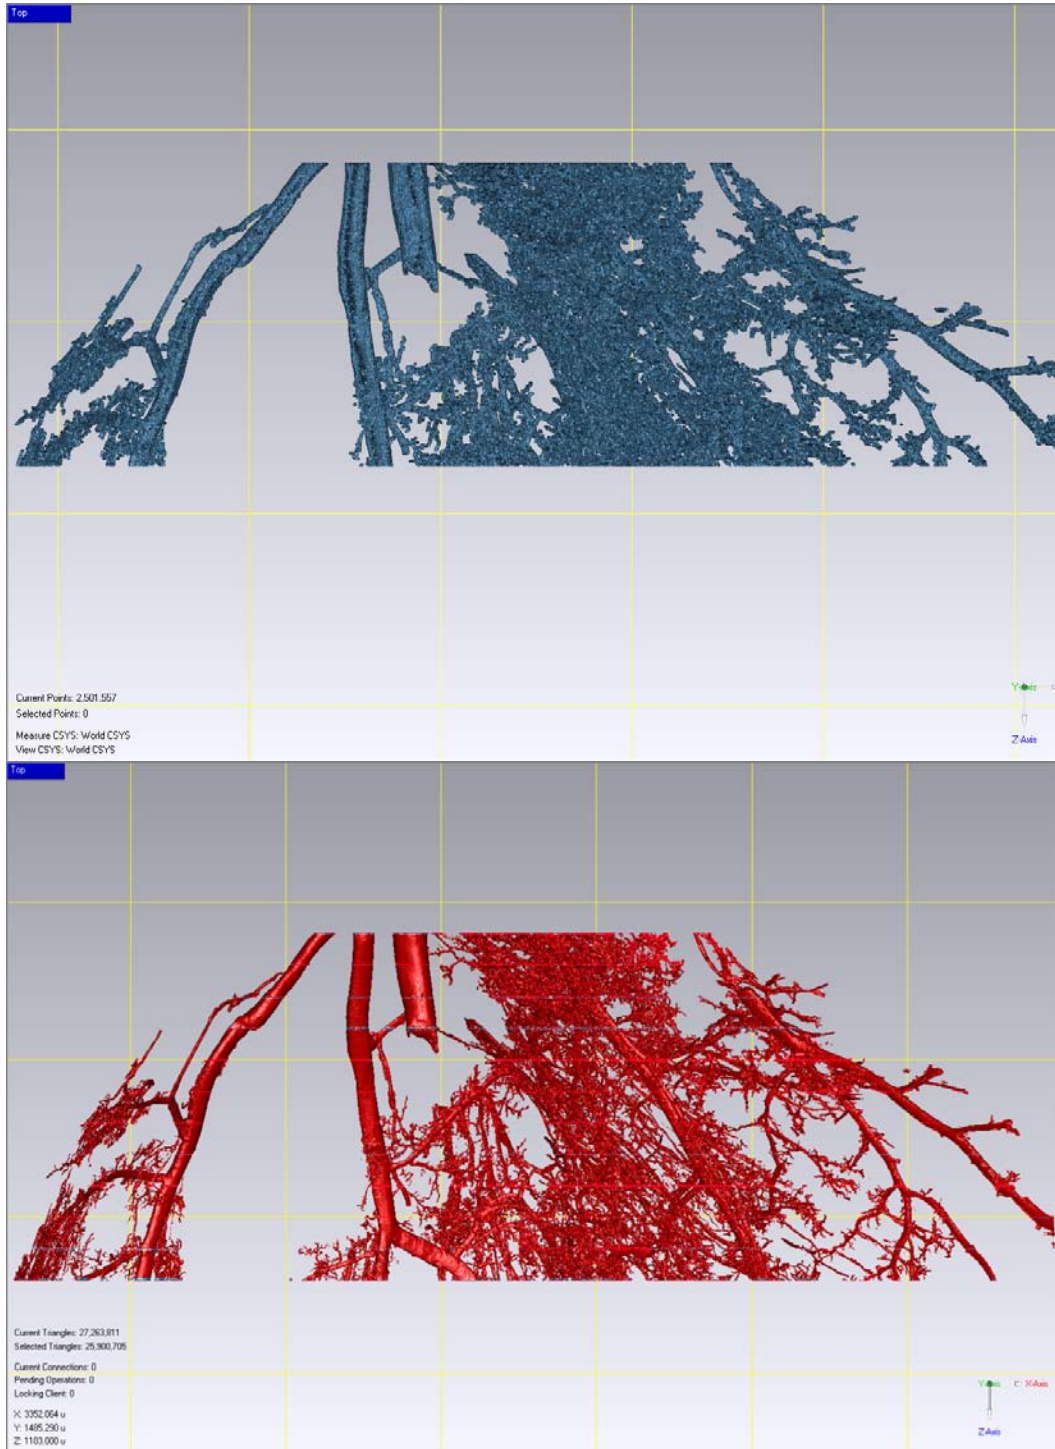 Top
Current Points: 2,501,557
Selected Points: 0
Measure CSYS: World CSYS
View CSYS: World CSYS
Y-Axis
Z-Axis
Top
Current Triangles: 27,263,811
Selected Triangles: 25,900,705
Current Connections: 0
Pending Operations: 0
Locking Client: 0
X: 3352.064 u
Y: 1485.290 u
Z: 1103.000 u
Y-Axis
X-Axis
Z-Axis